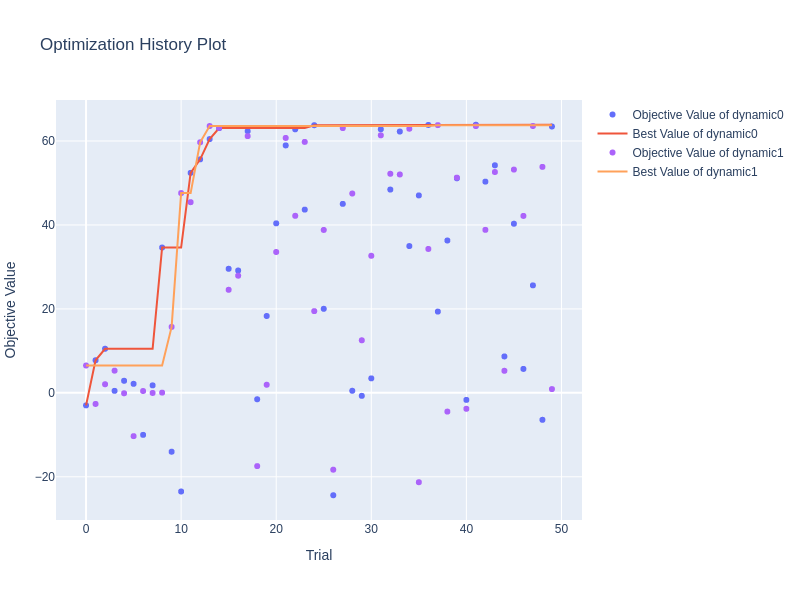 Optimization History Plot
Objective Value of dynamic0
Best Value of dynamic0
Objective Value of dynamic1
Best Value of dynamic1
60
40
20
0
−20
Objective Value
0 10 20 30 40 50
Trial